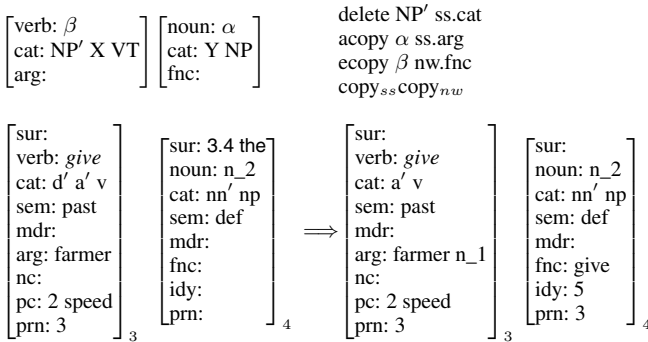 verb: β
cat: NP′ X VT
arg:
noun: α
cat: Y NP
fnc:
delete NP′ ss.cat
acopy α ss.arg
ecopy β nw.fnc
copy_ss copy_nw
sur:
verb: give
cat: d′ a′ v
sem: past
mdr:
arg: farmer
nc:
pc: 2 speed
prn: 3
3
sur: 3.4 the
noun: n_2
cat: nn′ np
sem: def
mdr:
fnc:
idy:
prn:
4
⟹
sur:
verb: give
cat: a′ v
sem: past
mdr:
arg: farmer n_1
nc:
pc: 2 speed
prn: 3
3
sur:
noun: n_2
cat: nn′ np
sem: def
mdr:
fnc: give
idy: 5
prn: 3
4